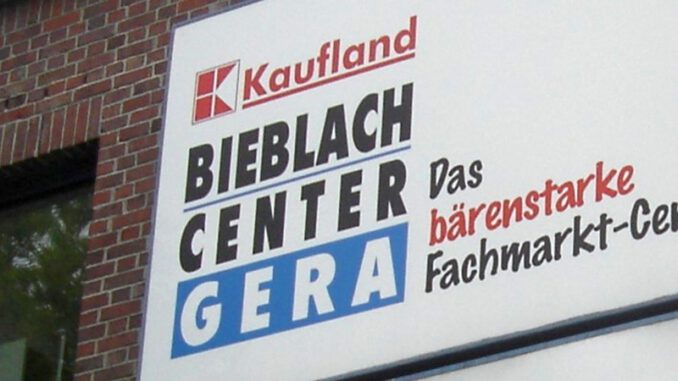 Kaufland
BIEBLACH
CENTER
GERA
Das
bärenstarke
Fachmarkt-Cen